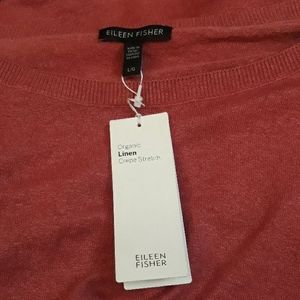 EILEEN FISHER
L/G
Organic
Linen
Crepe Stretch
EILEEN
FISHER